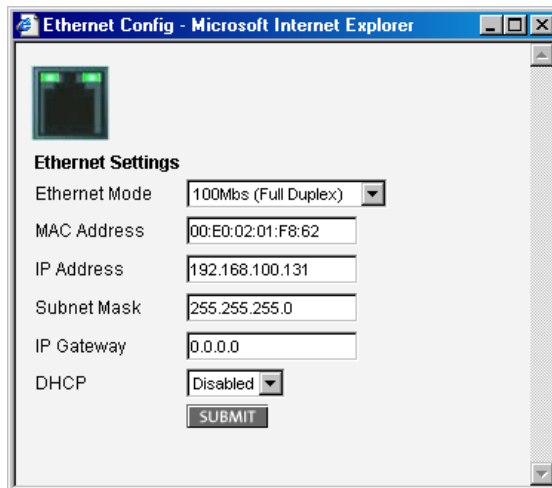 Ethernet Config - Microsoft Internet Explorer
Ethernet Settings
Ethernet Mode 100Mbs (Full Duplex)
MAC Address 00:E0:02:01:F8:62
IP Address 192.168.100.131
Subnet Mask 255.255.255.0
IP Gateway 0.0.0.0
DHCP Disabled
SUBMIT